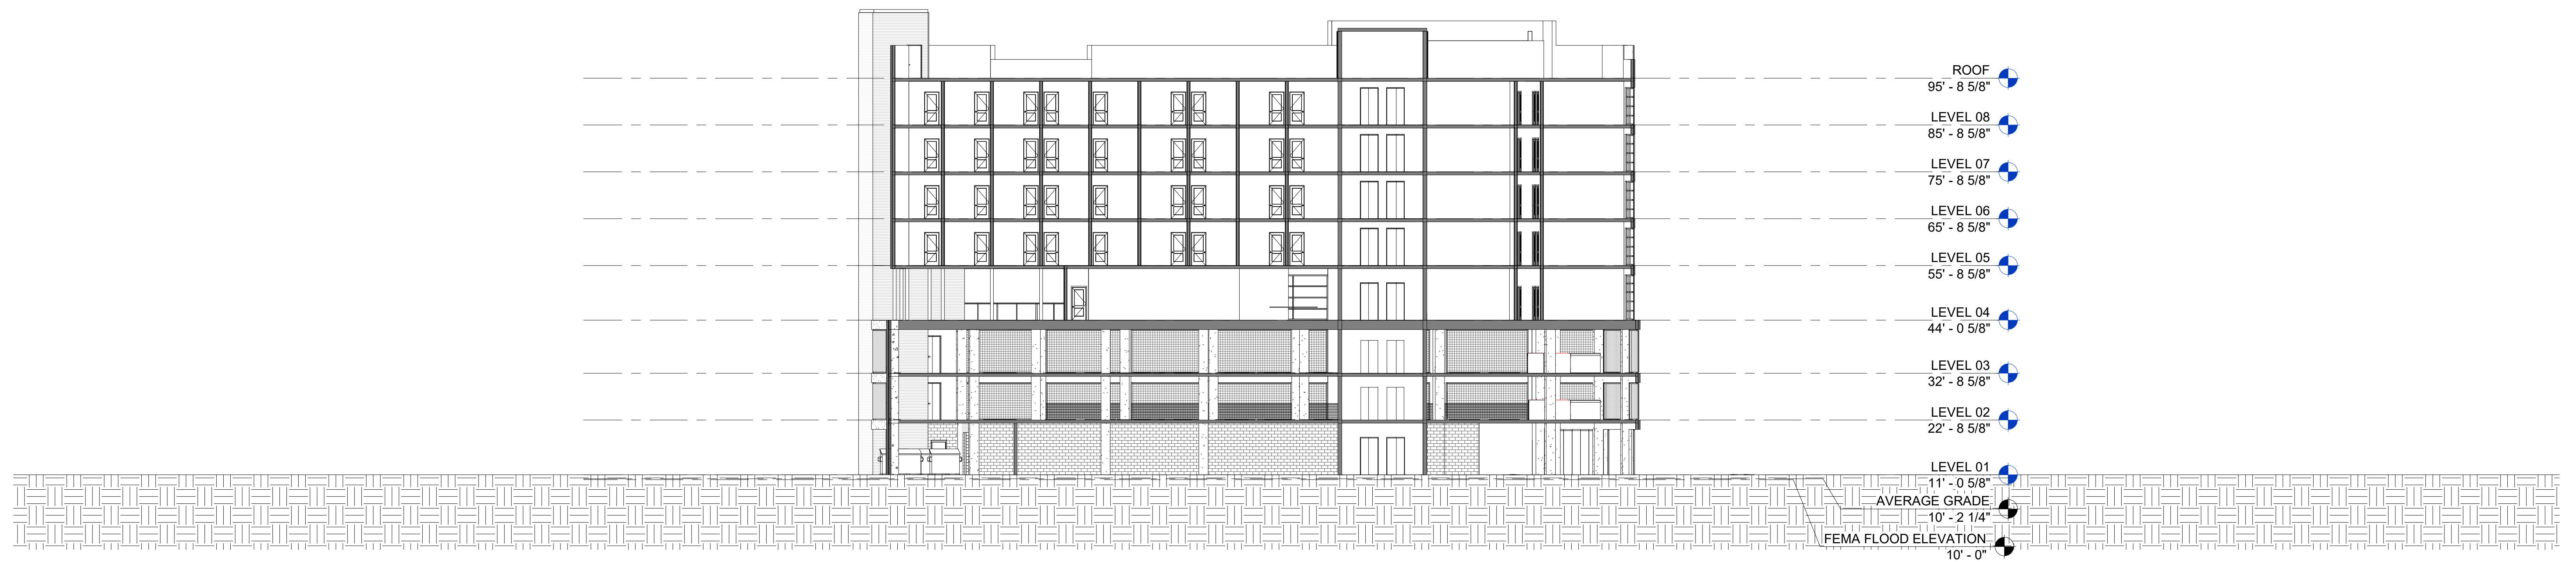 ROOF
95' - 8 5/8"
LEVEL 08
85' - 8 5/8"
LEVEL 07
75' - 8 5/8"
LEVEL 06
65' - 8 5/8"
LEVEL 05
55' - 8 5/8"
LEVEL 04
44' - 0 5/8"
LEVEL 03
32' - 8 5/8"
LEVEL 02
22' - 8 5/8"
LEVEL 01
11' - 0 5/8"
AVERAGE GRADE
10' - 2 1/4"
FEMA FLOOD ELEVATION
10' - 0"